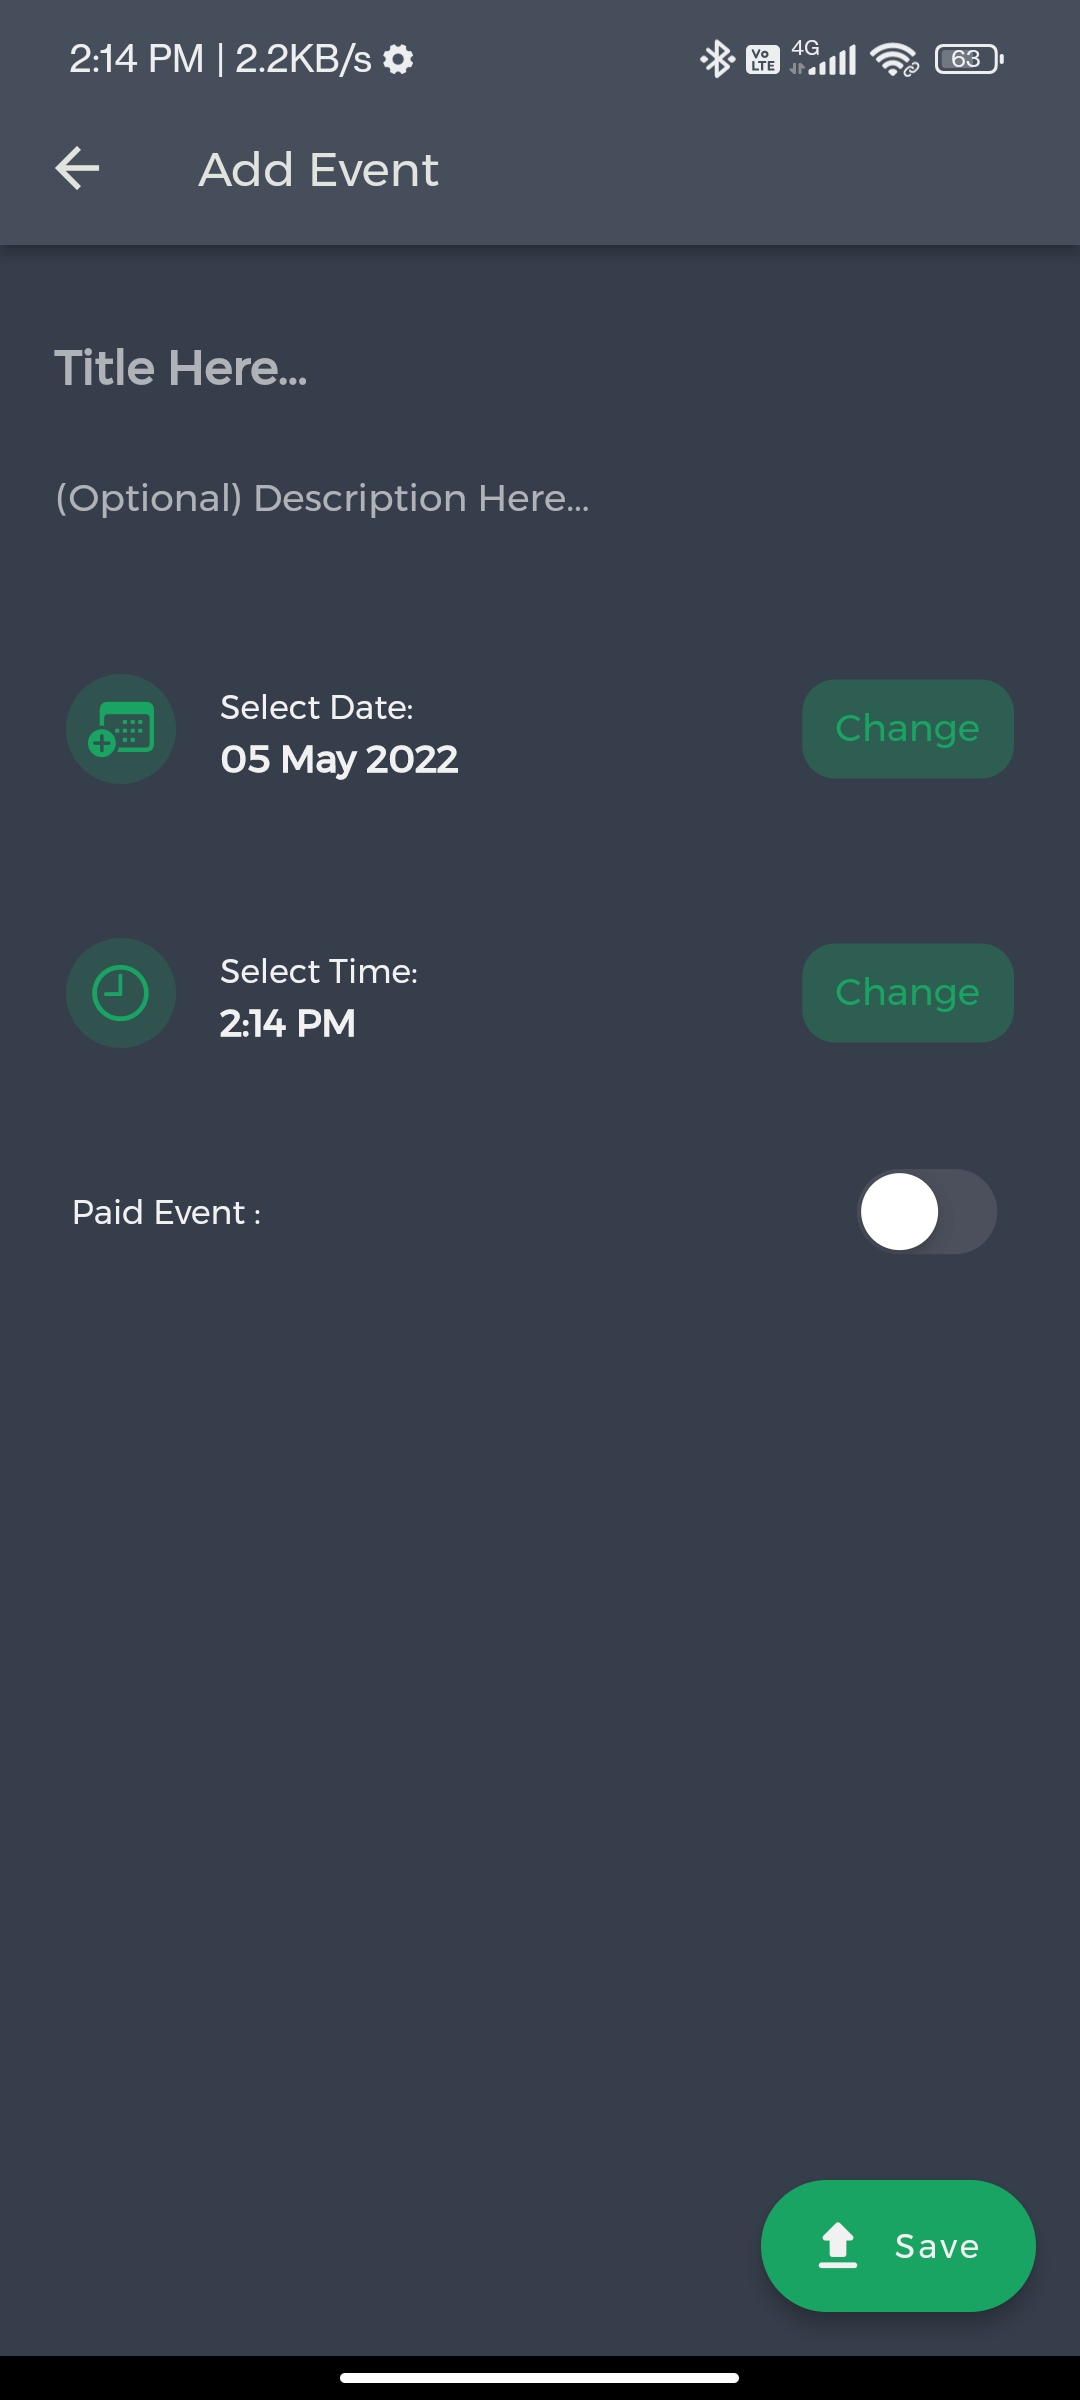 2:14 PM | 2.2KB/s
Vo LTE 4G 63
Add Event
Title Here...
(Optional) Description Here...
Select Date:
05 May 2022
Change
Select Time:
2:14 PM
Change
Paid Event :
Save